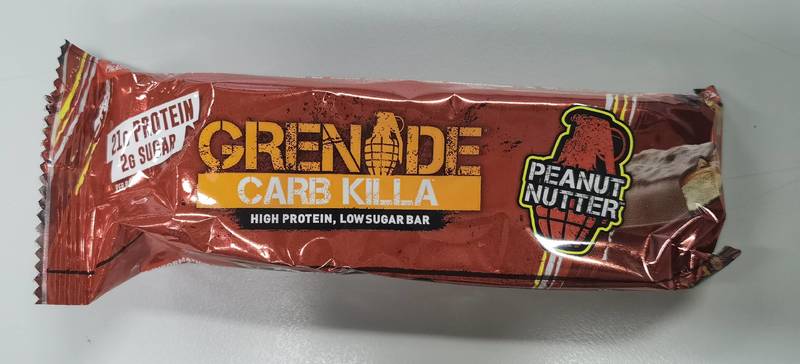 21g PROTEIN
2g SUGAR
GRENADE
CARB KILLA
HIGH PROTEIN, LOW SUGAR BAR
PEANUT
NUTTER